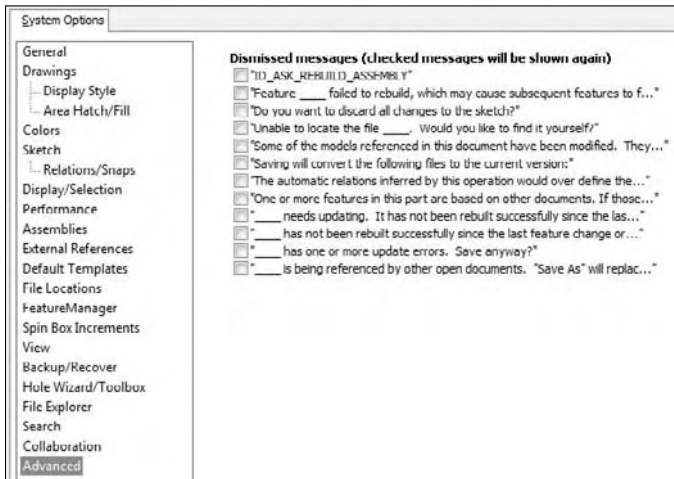 System Options
General
Drawings
Display Style
Area Hatch/Fill
Colors
Sketch
Relations/Snaps
Display/Selection
Performance
Assemblies
External References
Default Templates
File Locations
FeatureManager
Spin Box Increments
View
Backup/Recover
Hole Wizard/Toolbox
File Explorer
Search
Collaboration
Advanced
Dismissed messages (checked messages will be shown again)
"ID_ASK_REBUILD_ASSEMBLY"
"Feature ____ failed to rebuild, which may cause subsequent features to f..."
"Do you want to discard all changes to the sketch?"
"Unable to locate the file ____. Would you like to find it yourself?"
"Some of the models referenced in this document have been modified. They..."
"Saving will convert the following files to the current version:"
"The automatic relations inferred by this operation would over define the..."
"One or more features in this part are based on other documents. If those..."
"____ needs updating. It has not been rebuilt successfully since the las..."
"____ has not been rebuilt successfully since the last feature change or..."
"____ has one or more update errors. Save anyway?"
"____ is being referenced by other open documents. "Save As" will replac..."